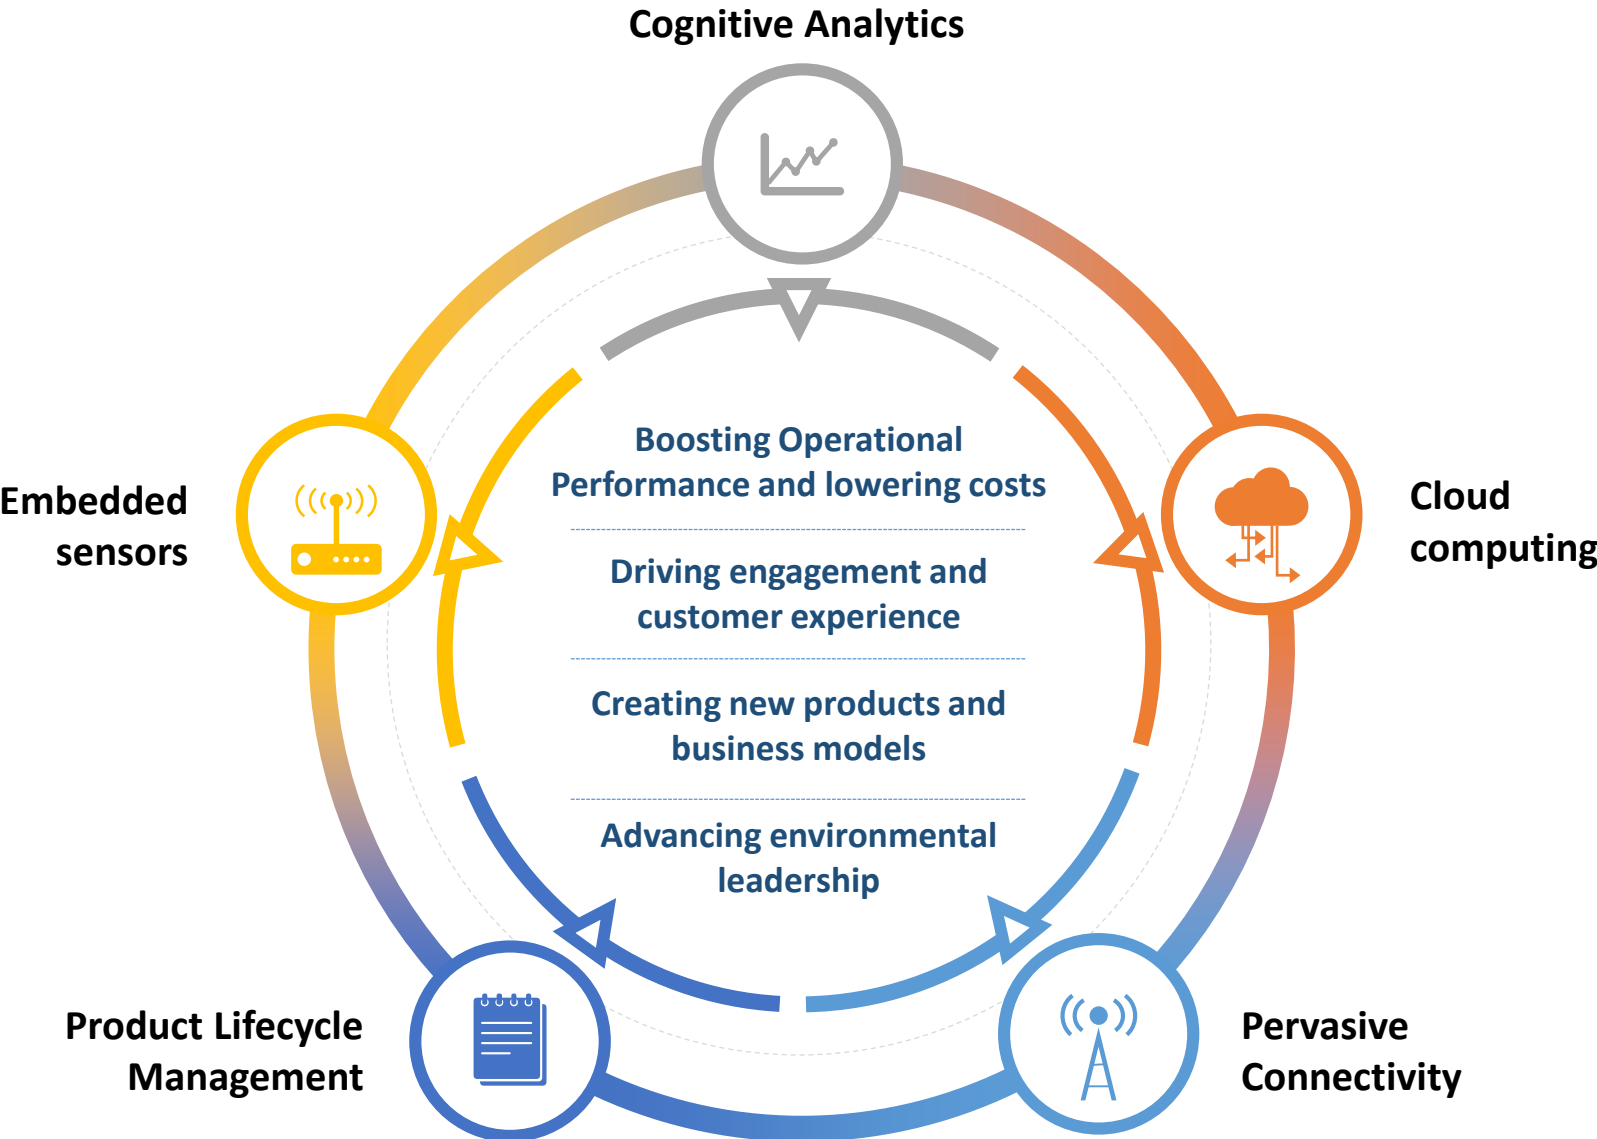 Cognitive Analytics
Embedded
sensors
Boosting Operational
Performance and lowering costs
Driving engagement and
customer experience
Creating new products and
business models
Advancing environmental
leadership
Cloud
computing
Product Lifecycle
Management
Pervasive
Connectivity